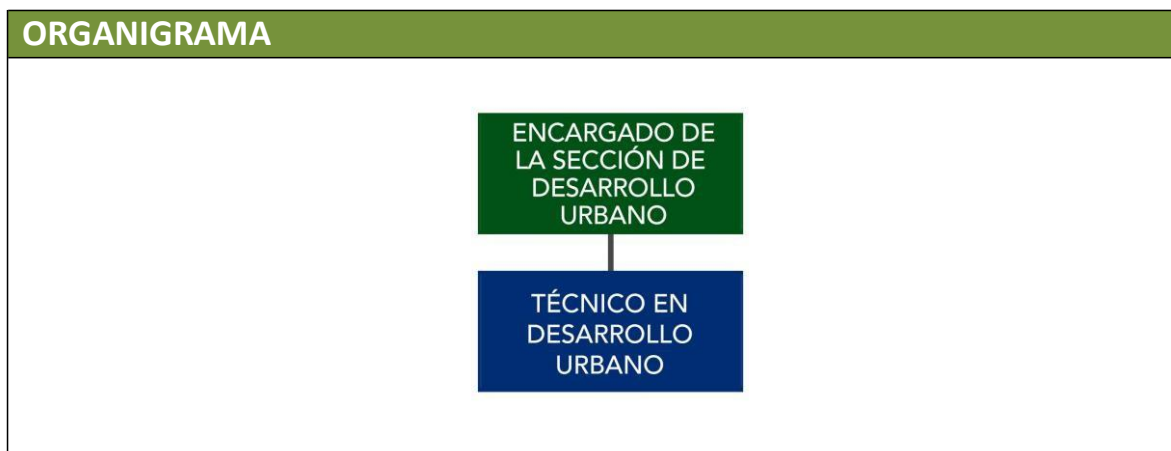 ORGANIGRAMA
ENCARGADO DE
LA SECCIÓN DE
DESARROLLO
URBANO
TÉCNICO EN
DESARROLLO
URBANO